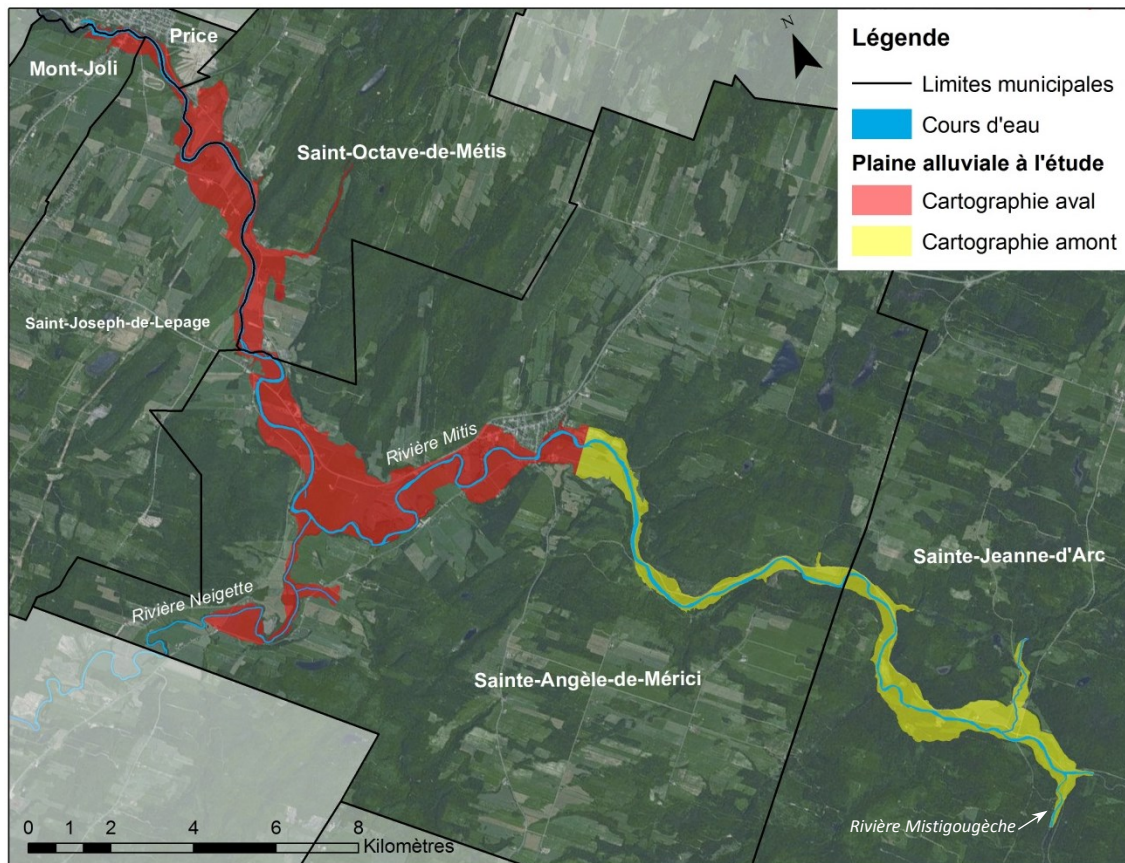 Price
Mont-Joli
N
Légende
Limites municipales
Cours d'eau
Plaine alluviale à l'étude
Cartographie aval
Cartographie amont
Saint-Octave-de-Métis
Saint-Joseph-de-Lepage
Rivière Mitis
Sainte-Jeanne-d'Arc
Rivière Neigette
Sainte-Angèle-de-Mérici
Rivière Mistigougèche
0 1 2 4 6 8
Kilomètres